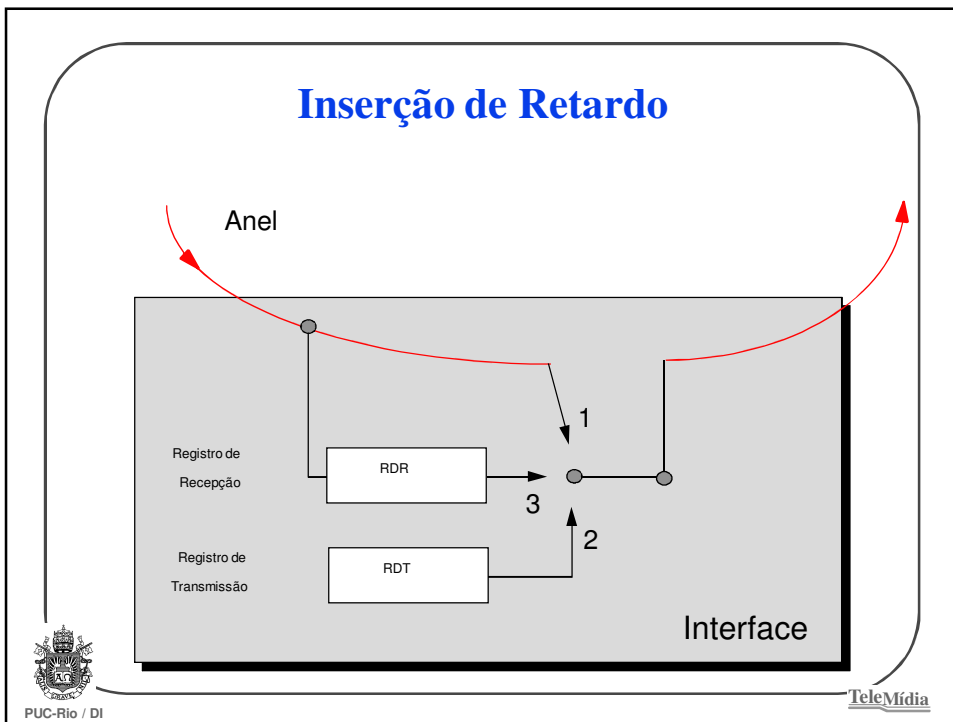 Inserção de Retardo
Anel
1
Registro de
Recepção
RDR
3
2
Registro de
Transmissão
RDT
Interface
PUC-Rio / DI
TeleMídia